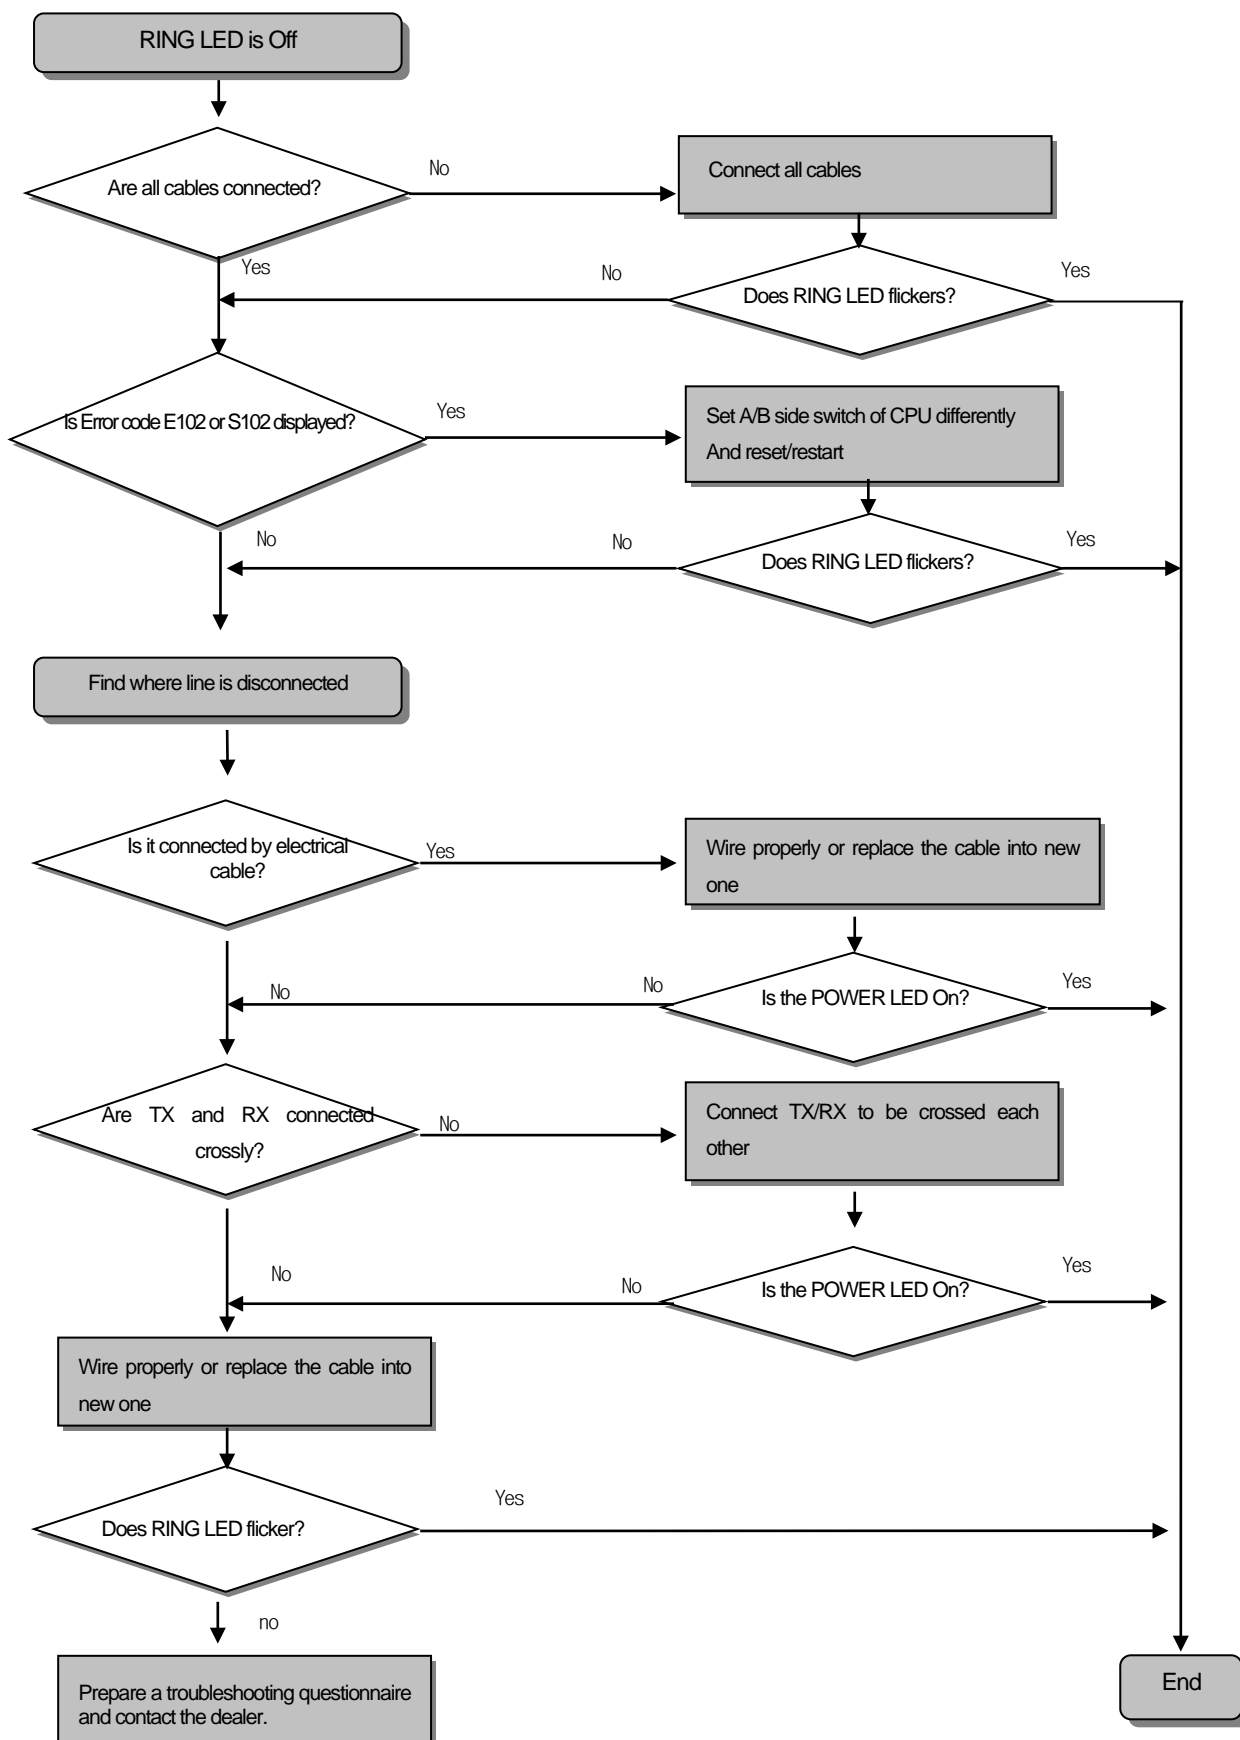 RING LED is Off
Are all cables connected?
No
Connect all cables
Yes
No
Does RING LED flickers?
Yes
Is Error code E102 or S102 displayed?
Yes
Set A/B side switch of CPU differently
And reset/restart
No
No
Does RING LED flickers?
Yes
Find where line is disconnected
Is it connected by electrical
cable?
Yes
Wire properly or replace the cable into new
one
No
No
Is the POWER LED On?
Yes
Are TX and RX connected
crossly?
No
Connect TX/RX to be crossed each
other
No
No
Is the POWER LED On?
Yes
Wire properly or replace the cable into
new one
Does RING LED flicker?
Yes
no
Prepare a troubleshooting questionnaire
and contact the dealer.
End